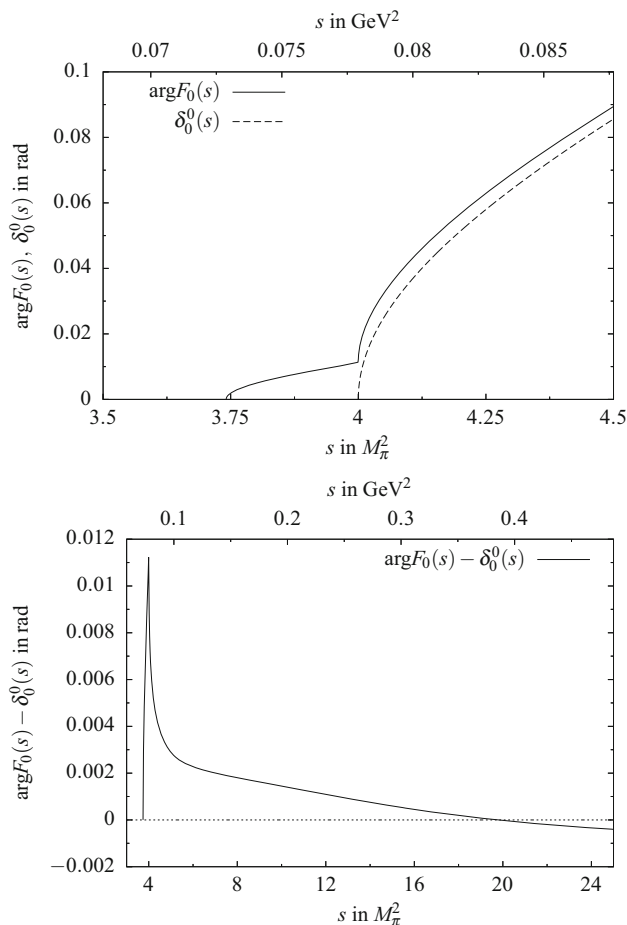 s in GeV²
0.07 0.075 0.08 0.085
0.1
argF₀(s)
δ₀⁰(s)
0.08
0.06
0.04
0.02
0
argF₀(s), δ₀⁰(s) in rad
3.5 3.75 4 4.25 4.5
s in M_π²
s in GeV²
0.1 0.2 0.3 0.4
0.012
argF₀(s) − δ₀⁰(s)
0.01
0.008
0.006
0.004
0.002
0
−0.002
argF₀(s) − δ₀⁰(s) in rad
4 8 12 16 20 24
s in M_π²